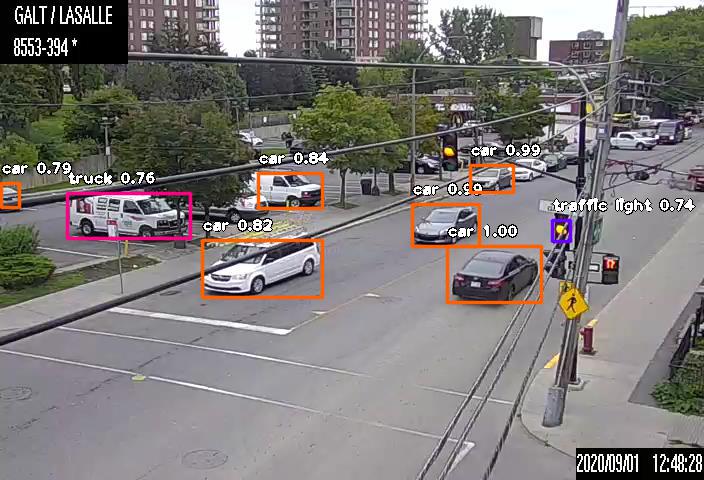 GALT / LASALLE
8553-394 *
car 0.99
car 0.84
car 0.79
truck 0.76
car 0.99
traffic light 0.74
car 0.82
car 1.00
2020/09/01 12:48:28